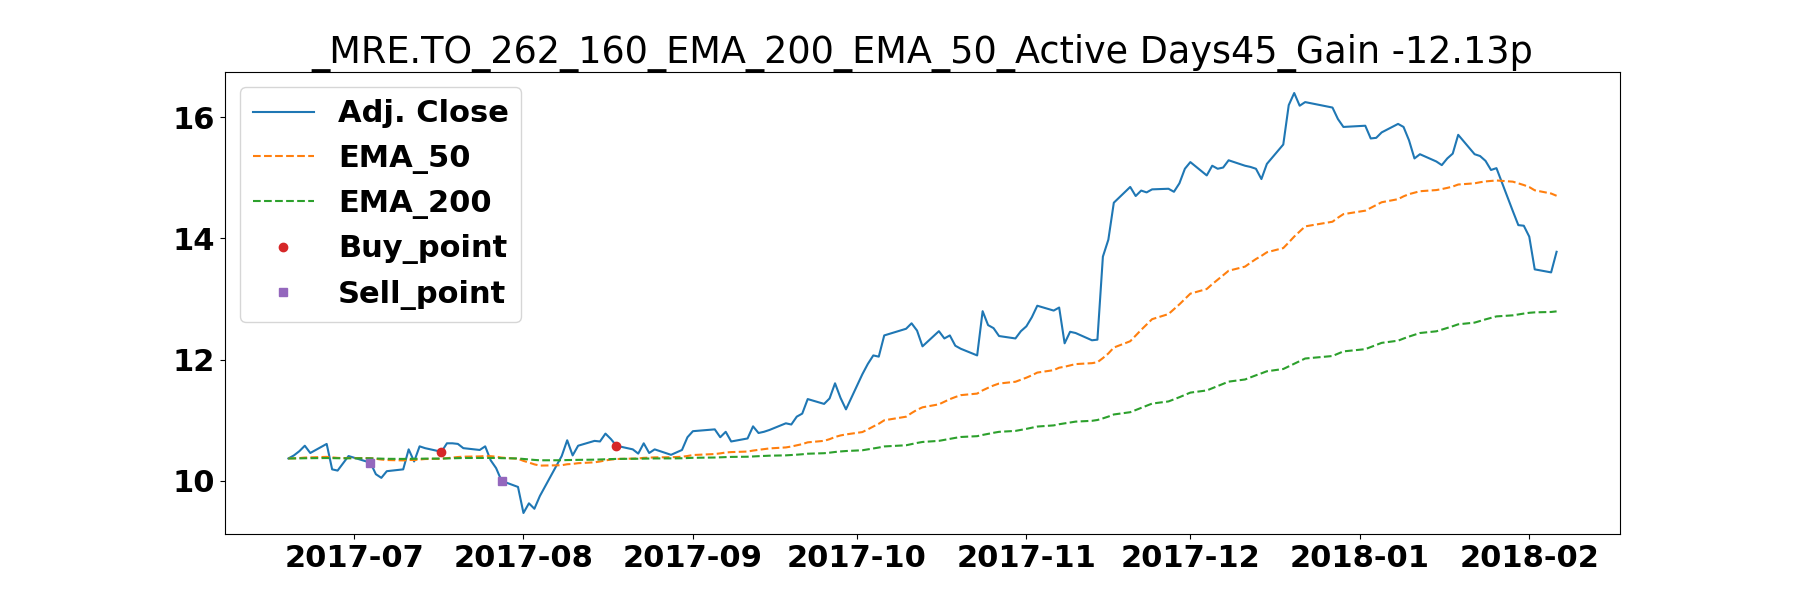 _MRE.TO_262_160_EMA_200_EMA_50_Active Days45_Gain -12.13p
Adj. Close
EMA_50
EMA_200
Buy_point
Sell_point
16
14
12
10
2017-07 2017-08 2017-09 2017-10 2017-11 2017-12 2018-01 2018-02